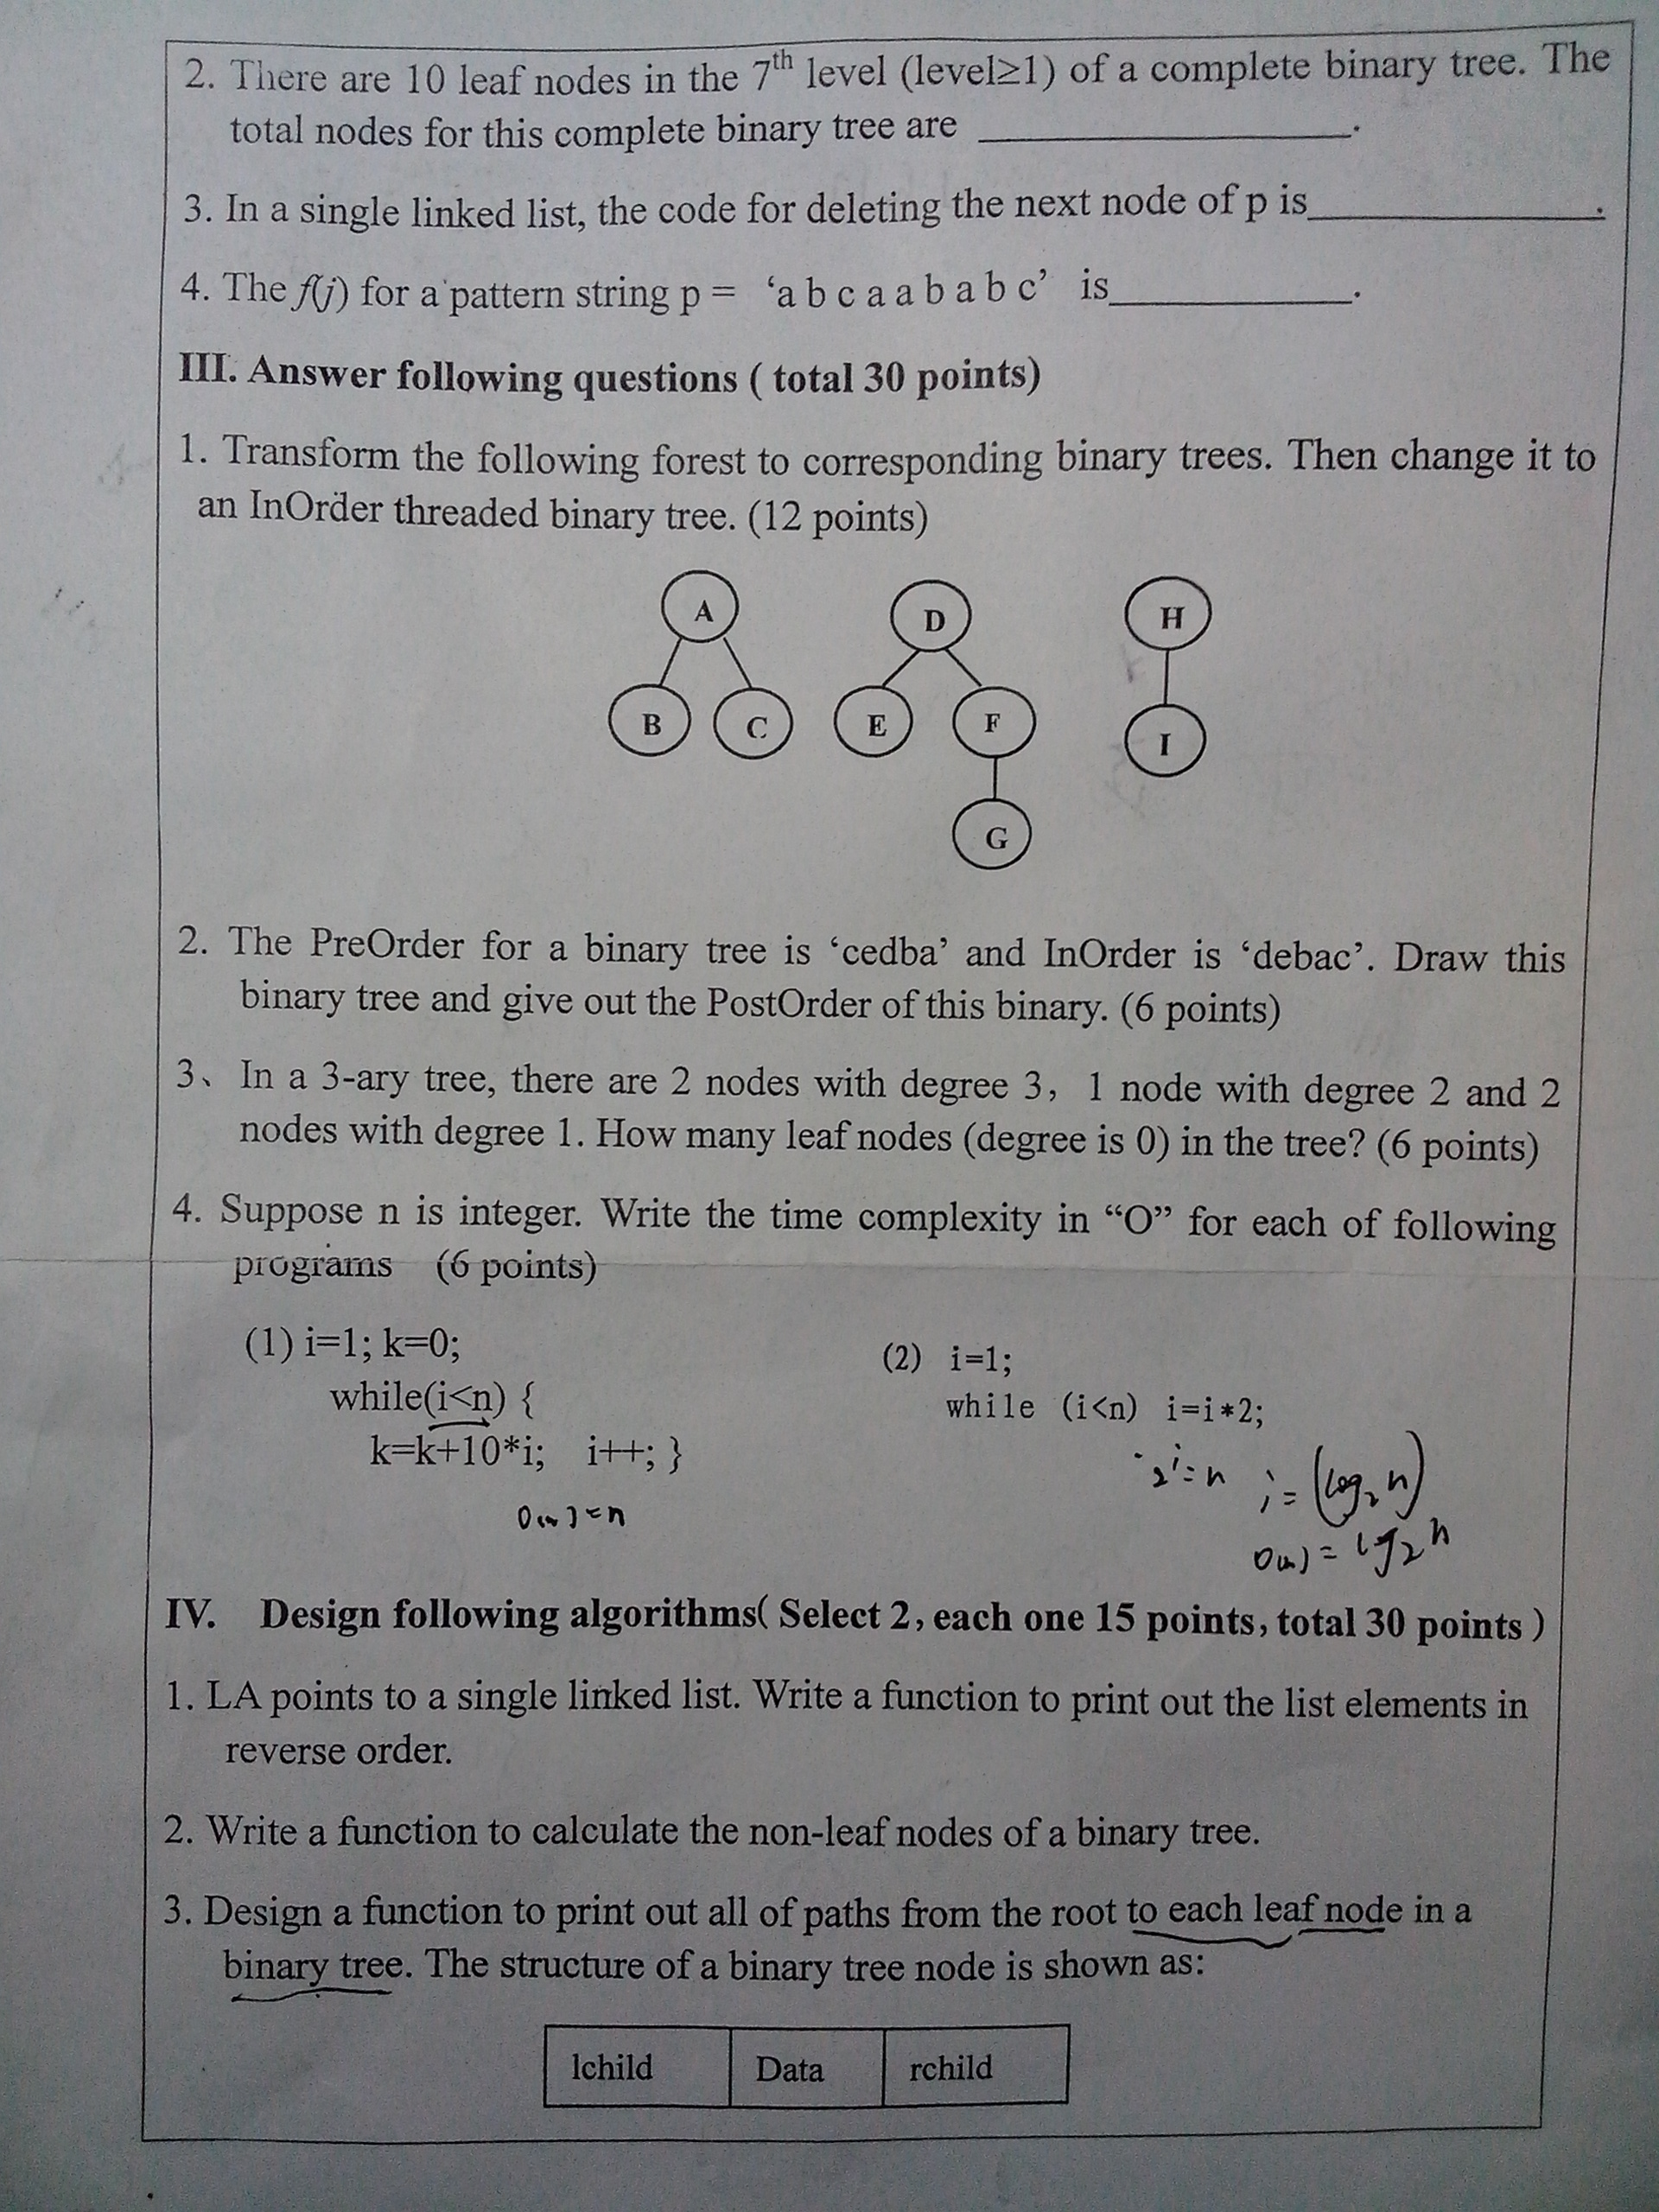 2. There are 10 leaf nodes in the 7th level (level≥1) of a complete binary tree. The
total nodes for this complete binary tree are ____________.
3. In a single linked list, the code for deleting the next node of p is____________.
4. The f(j) for a pattern string p = ‘a b c a a b a b c’ is____________.
III. Answer following questions ( total 30 points)
1. Transform the following forest to corresponding binary trees. Then change it to
an InOrder threaded binary tree. (12 points)
A D H
B C E F I
G
2. The PreOrder for a binary tree is ‘cedba’ and InOrder is ‘debac’. Draw this
binary tree and give out the PostOrder of this binary. (6 points)
3、 In a 3-ary tree, there are 2 nodes with degree 3, 1 node with degree 2 and 2
nodes with degree 1. How many leaf nodes (degree is 0) in the tree? (6 points)
4. Suppose n is integer. Write the time complexity in “O” for each of following
programs (6 points)
(1) i=1; k=0;
while(i<n) {
k=k+10*i; i++; }
O(n)=n
(2) i=1;
while (i<n) i=i*2;
2^i=n i=(log₂n)
O(n)=log₂n
IV. Design following algorithms( Select 2, each one 15 points, total 30 points )
1. LA points to a single linked list. Write a function to print out the list elements in
reverse order.
2. Write a function to calculate the non-leaf nodes of a binary tree.
3. Design a function to print out all of paths from the root to each leaf node in a
binary tree. The structure of a binary tree node is shown as:
lchild Data rchild